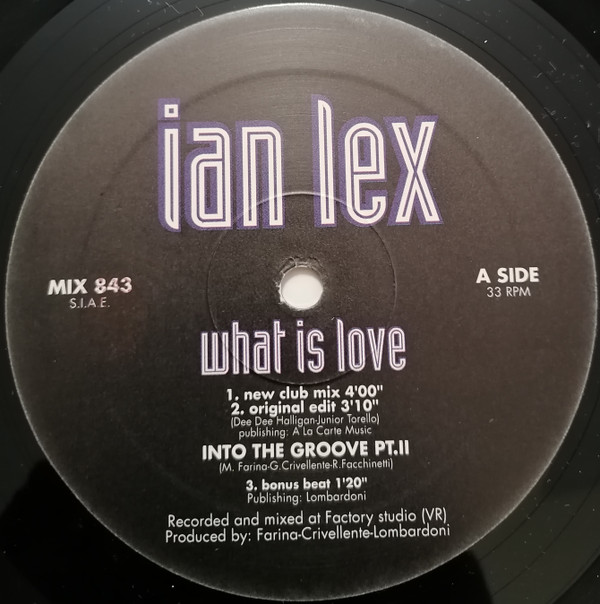 ian lex
MIX 843
S.I.A.E.
A SIDE
33 RPM
what is love
1. new club mix 4'00"
2. original edit 3'10"
(Dee Dee Halligan-Junior Torello)
publishing: A La Carte Music
INTO THE GROOVE PT.II
(M. Farina-G.Crivellente-R.Facchinetti)
3. bonus beat 1'20"
Publishing: Lombardoni
Recorded and mixed at Factory studio (VR)
Produced by: Farina-Crivellente-Lombardoni